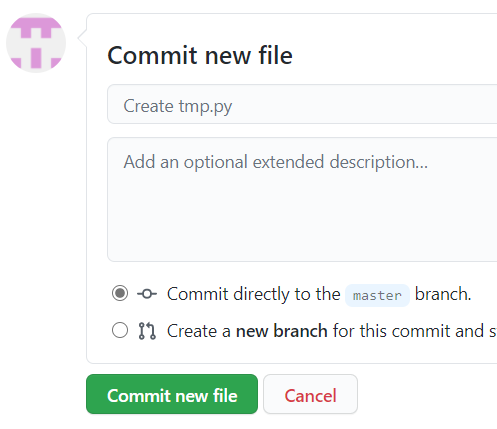 Commit new file
Create tmp.py
Add an optional extended description...
Commit directly to the master branch.
Create a new branch for this commit and s
Commit new file
Cancel